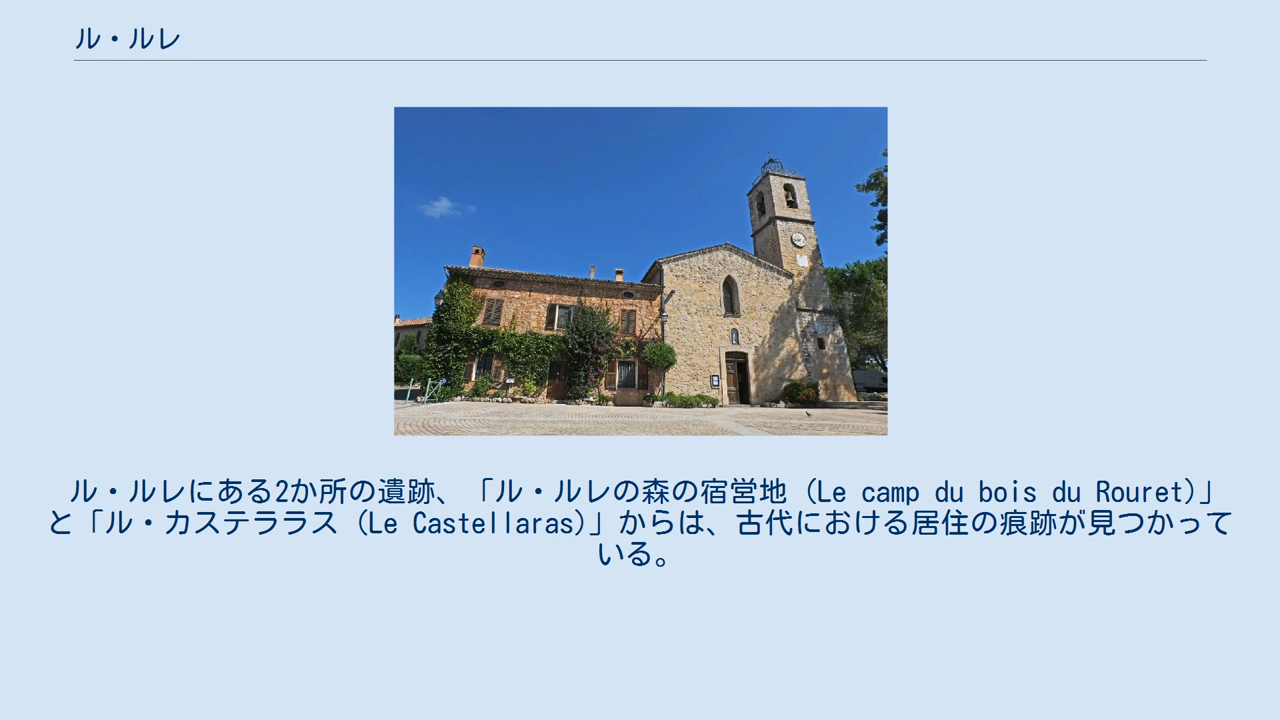 ル・ルレ
ル・ルレにある2か所の遺跡、「ル・ルレの森の宿営地 (Le camp du bois du Rouret)」
と「ル・カステララス (Le Castellaras)」からは、古代における居住の痕跡が見つかって
いる。